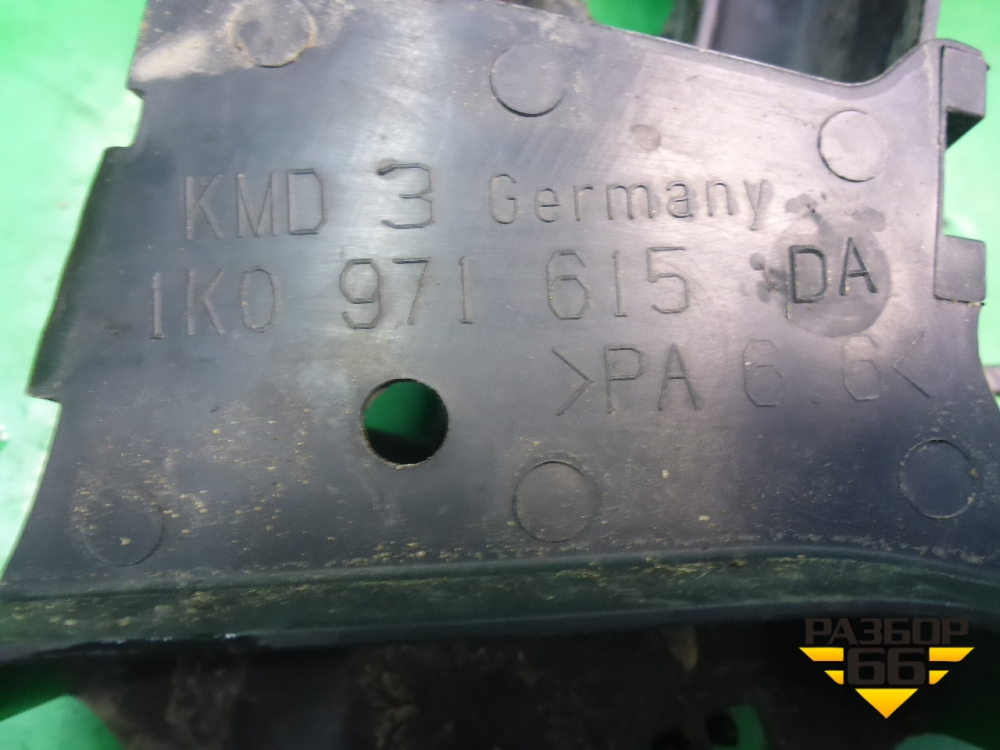 KMD 3 Germany
1K0 971 615 DA
>PA 6.6<
РАЗБОР
66